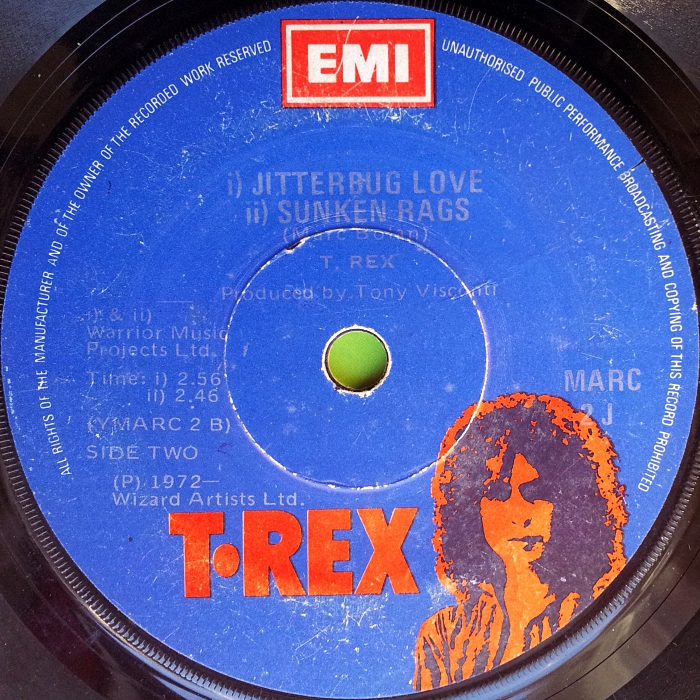 EMI
ALL RIGHTS OF THE MANUFACTURER AND OF THE OWNER OF THE RECORDED WORK RESERVED
UNAUTHORISED PUBLIC PERFORMANCE BROADCASTING AND COPYING OF THIS RECORD PROHIBITED
i) JITTERBUG LOVE
ii) SUNKEN RAGS
(Marc Bolan)
T. REX
Produced by Tony Visconti
i) & ii)
Warrior Music
Projects Ltd.
Time: i) 2.56
ii) 2.46
(YMARC 2 B)
SIDE TWO
(P) 1972—
Wizard Artists Ltd.
MARC
2 J
T•REX